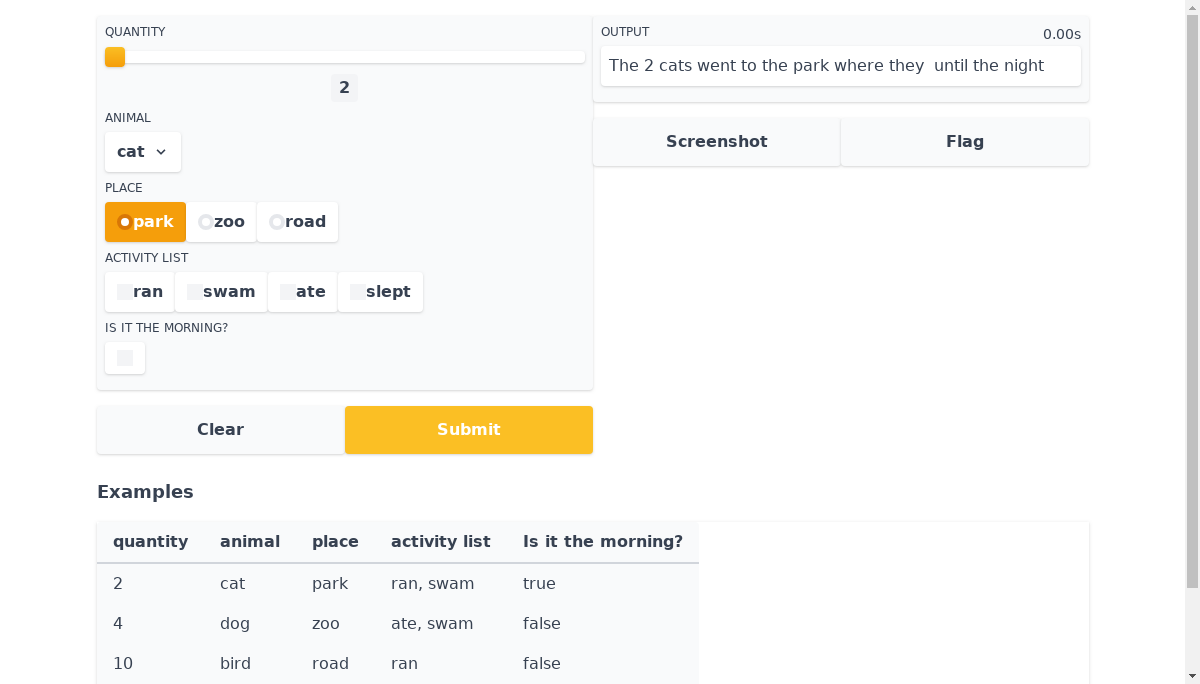 QUANTITY
2
ANIMAL
cat
PLACE
park zoo road
ACTIVITY LIST
ran swam ate slept
IS IT THE MORNING?
Clear Submit
OUTPUT 0.00s
The 2 cats went to the park where they  until the night
Screenshot Flag
Examples
quantity animal place activity list Is it the morning?
2 cat park ran, swam true
4 dog zoo ate, swam false
10 bird road ran false